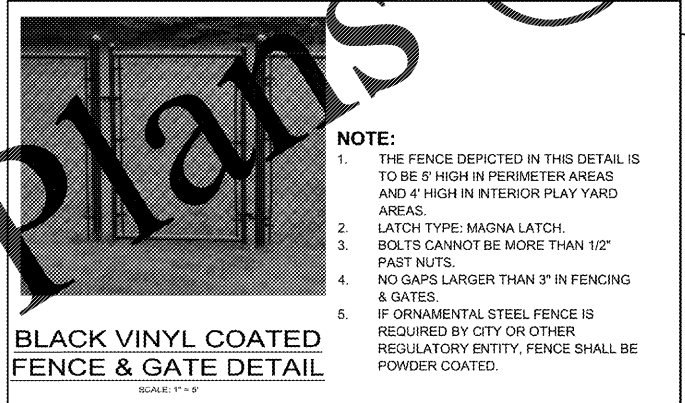 Plans
NOTE:
1. THE FENCE DEPICTED IN THIS DETAIL IS
TO BE 5' HIGH IN PERIMETER AREAS
AND 4' HIGH IN INTERIOR PLAY YARD
AREAS.
2. LATCH TYPE: MAGNA LATCH.
3. BOLTS CANNOT BE MORE THAN 1/2"
PAST NUTS.
4. NO GAPS LARGER THAN 3" IN FENCING
& GATES.
5. IF ORNAMENTAL STEEL FENCE IS
REQUIRED BY CITY OR OTHER
REGULATORY ENTITY, FENCE SHALL BE
POWDER COATED.
BLACK VINYL COATED
FENCE & GATE DETAIL
SCALE: 1" = 5'